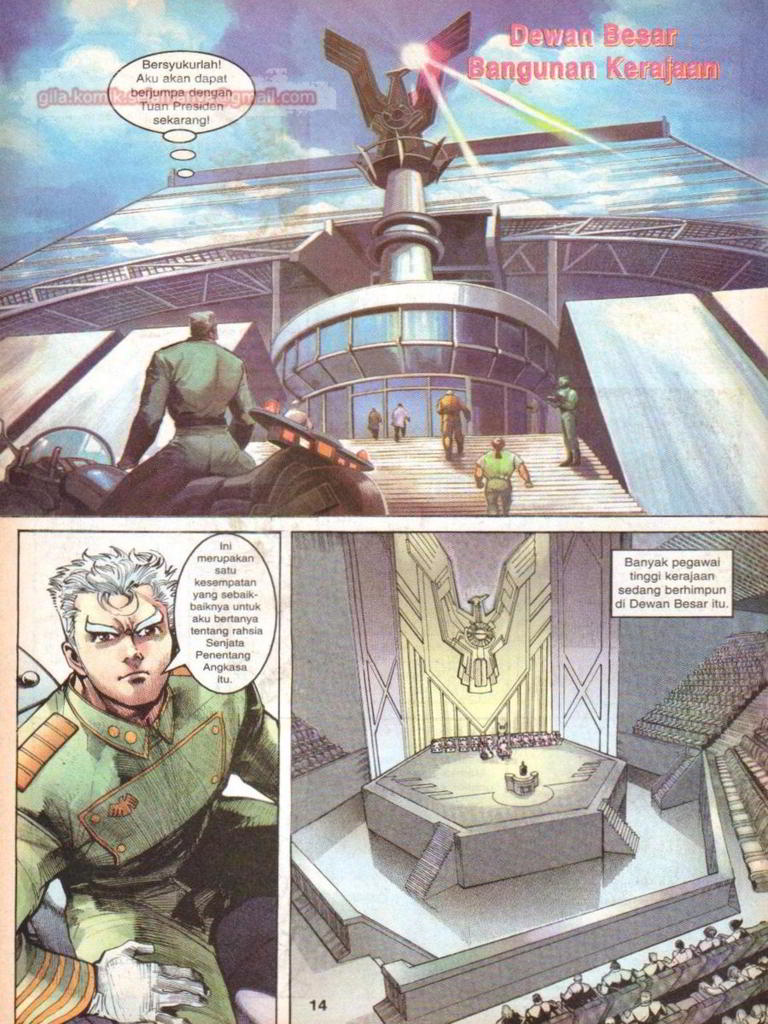 Dewan Besar
Bangunan Kerajaan
Bersyukurlah!
Aku akan dapat
berjumpa dengan
Tuan Presiden
sekarang!
Ini
merupakan
satu
kesempatan
yang sebaik-
baiknya untuk
aku bertanya
tentang rahsia
Senjata
Penentang
Angkasa
itu.
Banyak pegawai
tinggi kerajaan
sedang berhimpun
di Dewan Besar itu.
14